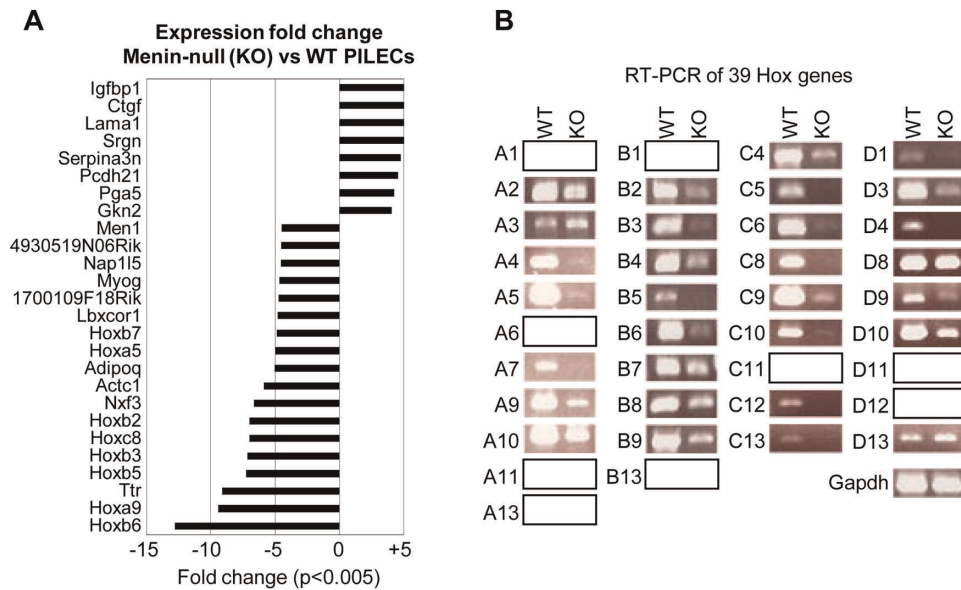 A
Expression fold change
Menin-null (KO) vs WT PILECs
Igfbp1
Ctgf
Lama1
Srgn
Serpina3n
Pcdh21
Pga5
Gkn2
Men1
4930519N06Rik
Nap1l5
Myog
1700109F18Rik
Lbxcor1
Hoxb7
Hoxa5
Adipoq
Actc1
Nxf3
Hoxb2
Hoxc8
Hoxb3
Hoxb5
Ttr
Hoxa9
Hoxb6
-15 -10 -5 0 +5
Fold change (p<0.005)
B
RT-PCR of 39 Hox genes
WT KO
A1
A2
A3
A4
A5
A6
A7
A9
A10
A11
A13
WT KO
B1
B2
B3
B4
B5
B6
B7
B8
B9
B13
WT KO
C4
C5
C6
C8
C9
C10
C11
C12
C13
WT KO
D1
D3
D4
D8
D9
D10
D11
D12
D13
Gapdh